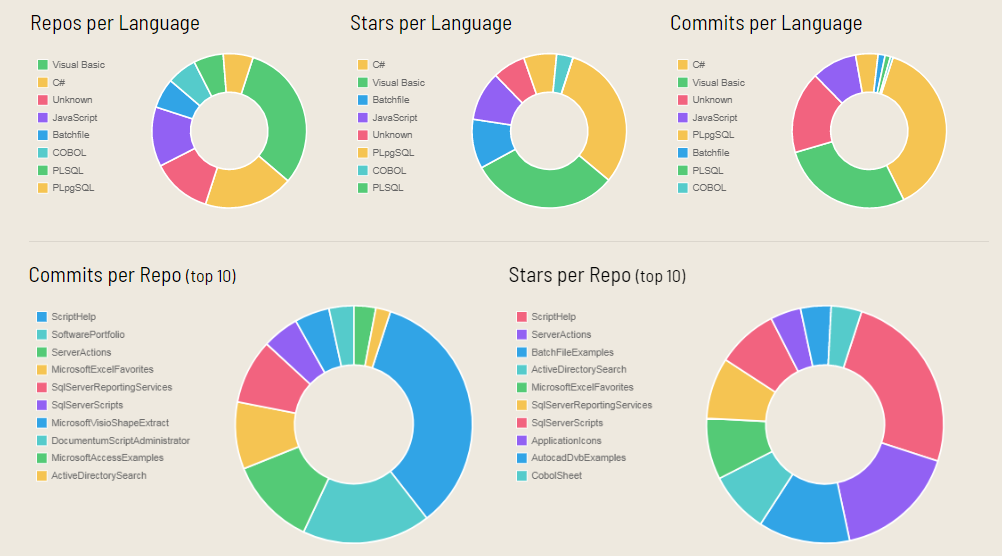 Repos per Language
Visual Basic
C#
Unknown
JavaScript
Batchfile
COBOL
PLSQL
PLpgSQL
Stars per Language
C#
Visual Basic
Batchfile
JavaScript
Unknown
PLpgSQL
COBOL
PLSQL
Commits per Language
C#
Visual Basic
Unknown
JavaScript
PLpgSQL
Batchfile
PLSQL
COBOL
Commits per Repo (top 10)
ScriptHelp
SoftwarePortfolio
ServerActions
MicrosoftExcelFavorites
SqlServerReportingServices
SqlServerScripts
MicrosoftVisioShapeExtract
DocumentumScriptAdministrator
MicrosoftAccessExamples
ActiveDirectorySearch
Stars per Repo (top 10)
ScriptHelp
ServerActions
BatchFileExamples
ActiveDirectorySearch
MicrosoftExcelFavorites
SqlServerReportingServices
SqlServerScripts
ApplicationIcons
AutocadDvbExamples
CobolSheet